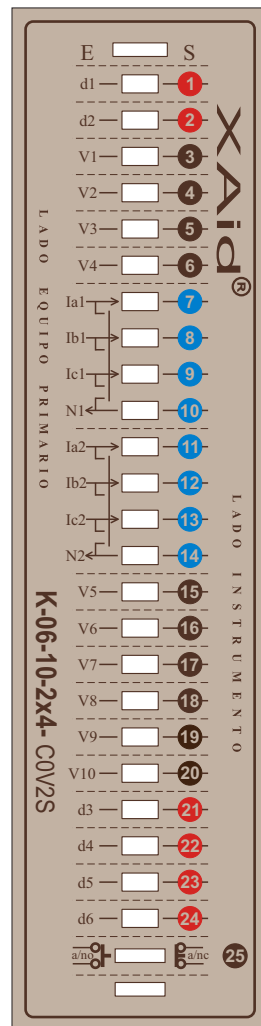 E S
d1 1
d2 2
V1 3
V2 4
V3 5
V4 6
Ia1 7
Ib1 8
Ic1 9
N1 10
Ia2 11
Ib2 12
Ic2 13
N2 14
V5 15
V6 16
V7 17
V8 18
V9 19
V10 20
d3 21
d4 22
d5 23
d6 24
a/no a/nc 25
LADO EQUIPO PRIMARIO
K-06-10-2x4- C0V2S
XAid®
LADO INSTRUMENTO